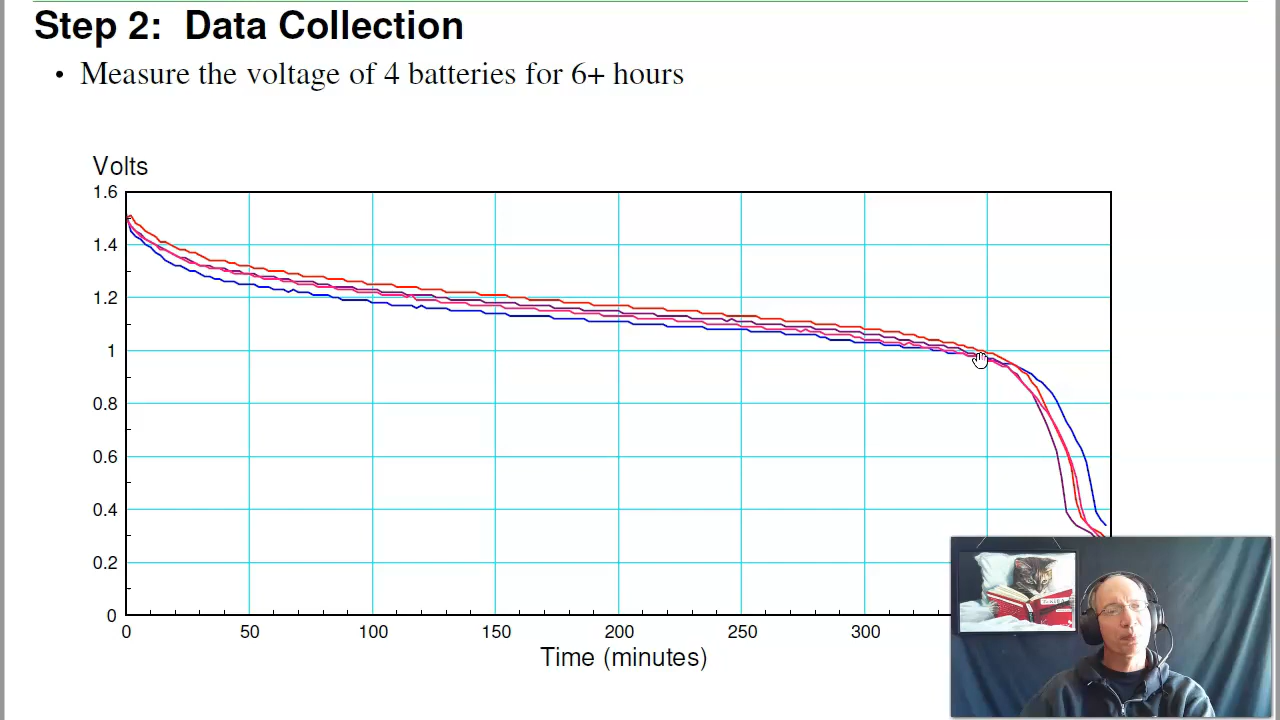 Step 2: Data Collection
• Measure the voltage of 4 batteries for 6+ hours
Volts
1.6
1.4
1.2
1
0.8
0.6
0.4
0.2
0
0 50 100 150 200 250 300
Time (minutes)